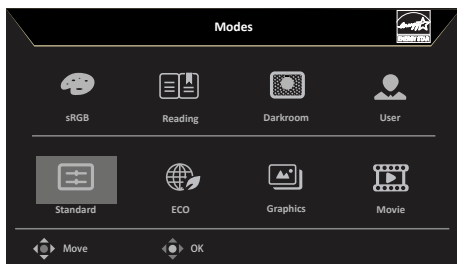 Modes
sRGB Reading Darkroom User
Standard ECO Graphics Movie
Move OK